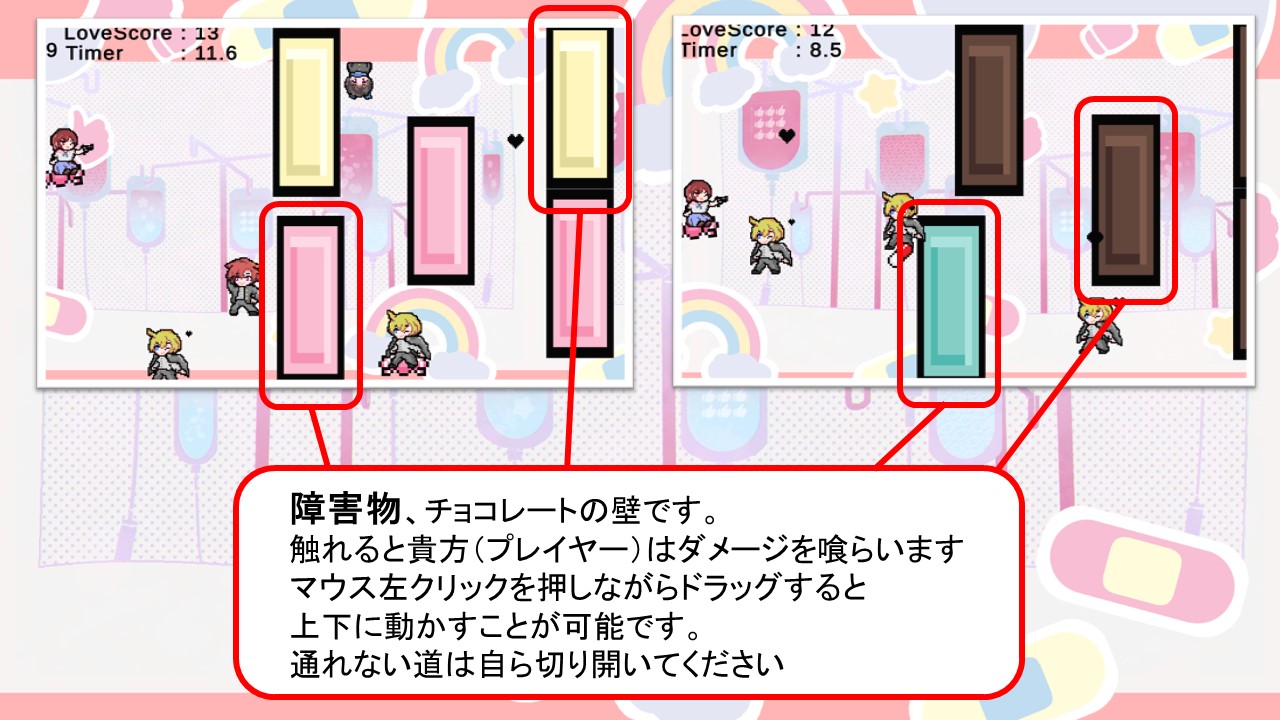 LoveScore : 13
9 Timer : 11.6
LoveScore : 12
Timer : 8.5
障害物、チョコレートの壁です。
触れると貴方(プレイヤー)はダメージを喰らいます
マウス左クリックを押しながらドラッグすると
上下に動かすことが可能です。
通れない道は自ら切り開いてください